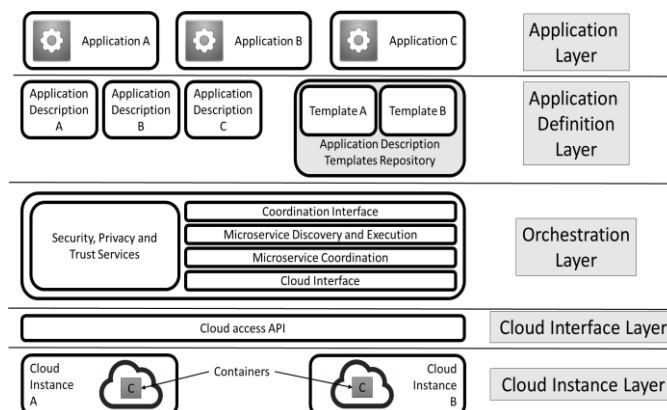 Application A
Application B
Application C
Application
Layer
Application
Description
A
Application
Description
B
Application
Description
C
Template A
Template B
Application Description
Templates Repository
Application
Definition
Layer
Security, Privacy and
Trust Services
Coordination Interface
Microservice Discovery and Execution
Microservice Coordination
Cloud Interface
Orchestration
Layer
Cloud access API
Cloud Interface Layer
Cloud
Instance
A
C
Containers
C
Cloud
Instance
B
Cloud Instance Layer